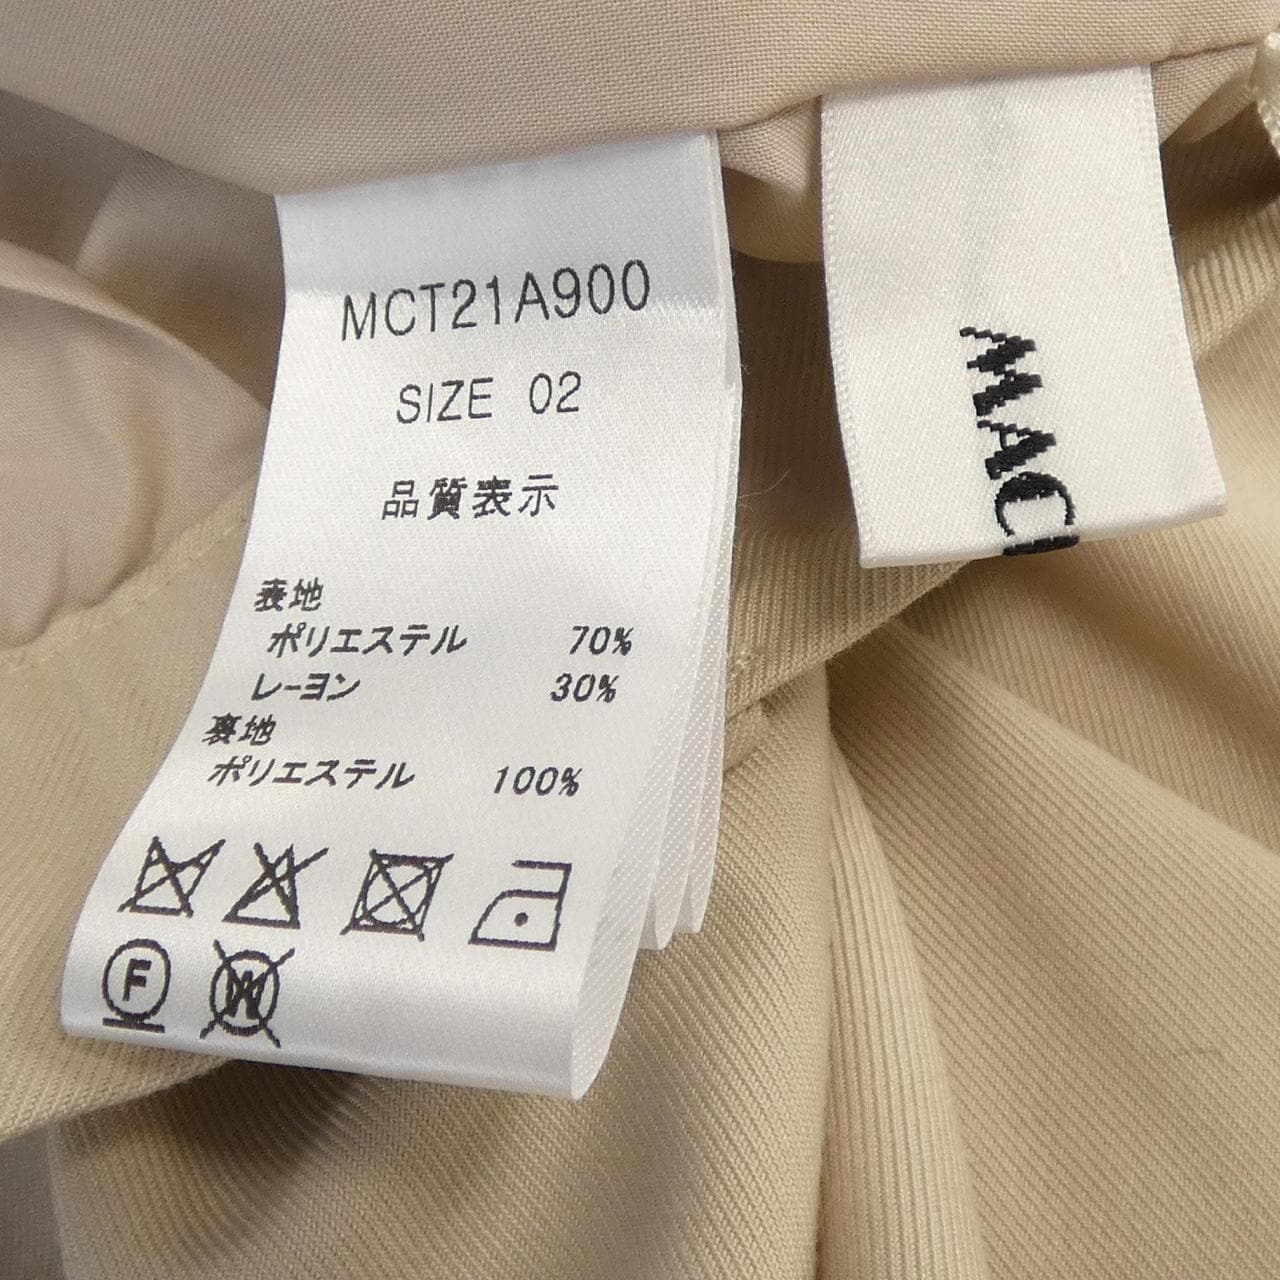 MCT21A900
SIZE 02
品質表示
表地
ポリエステル 70%
レーヨン 30%
裏地
ポリエステル 100%
F
W
MAC